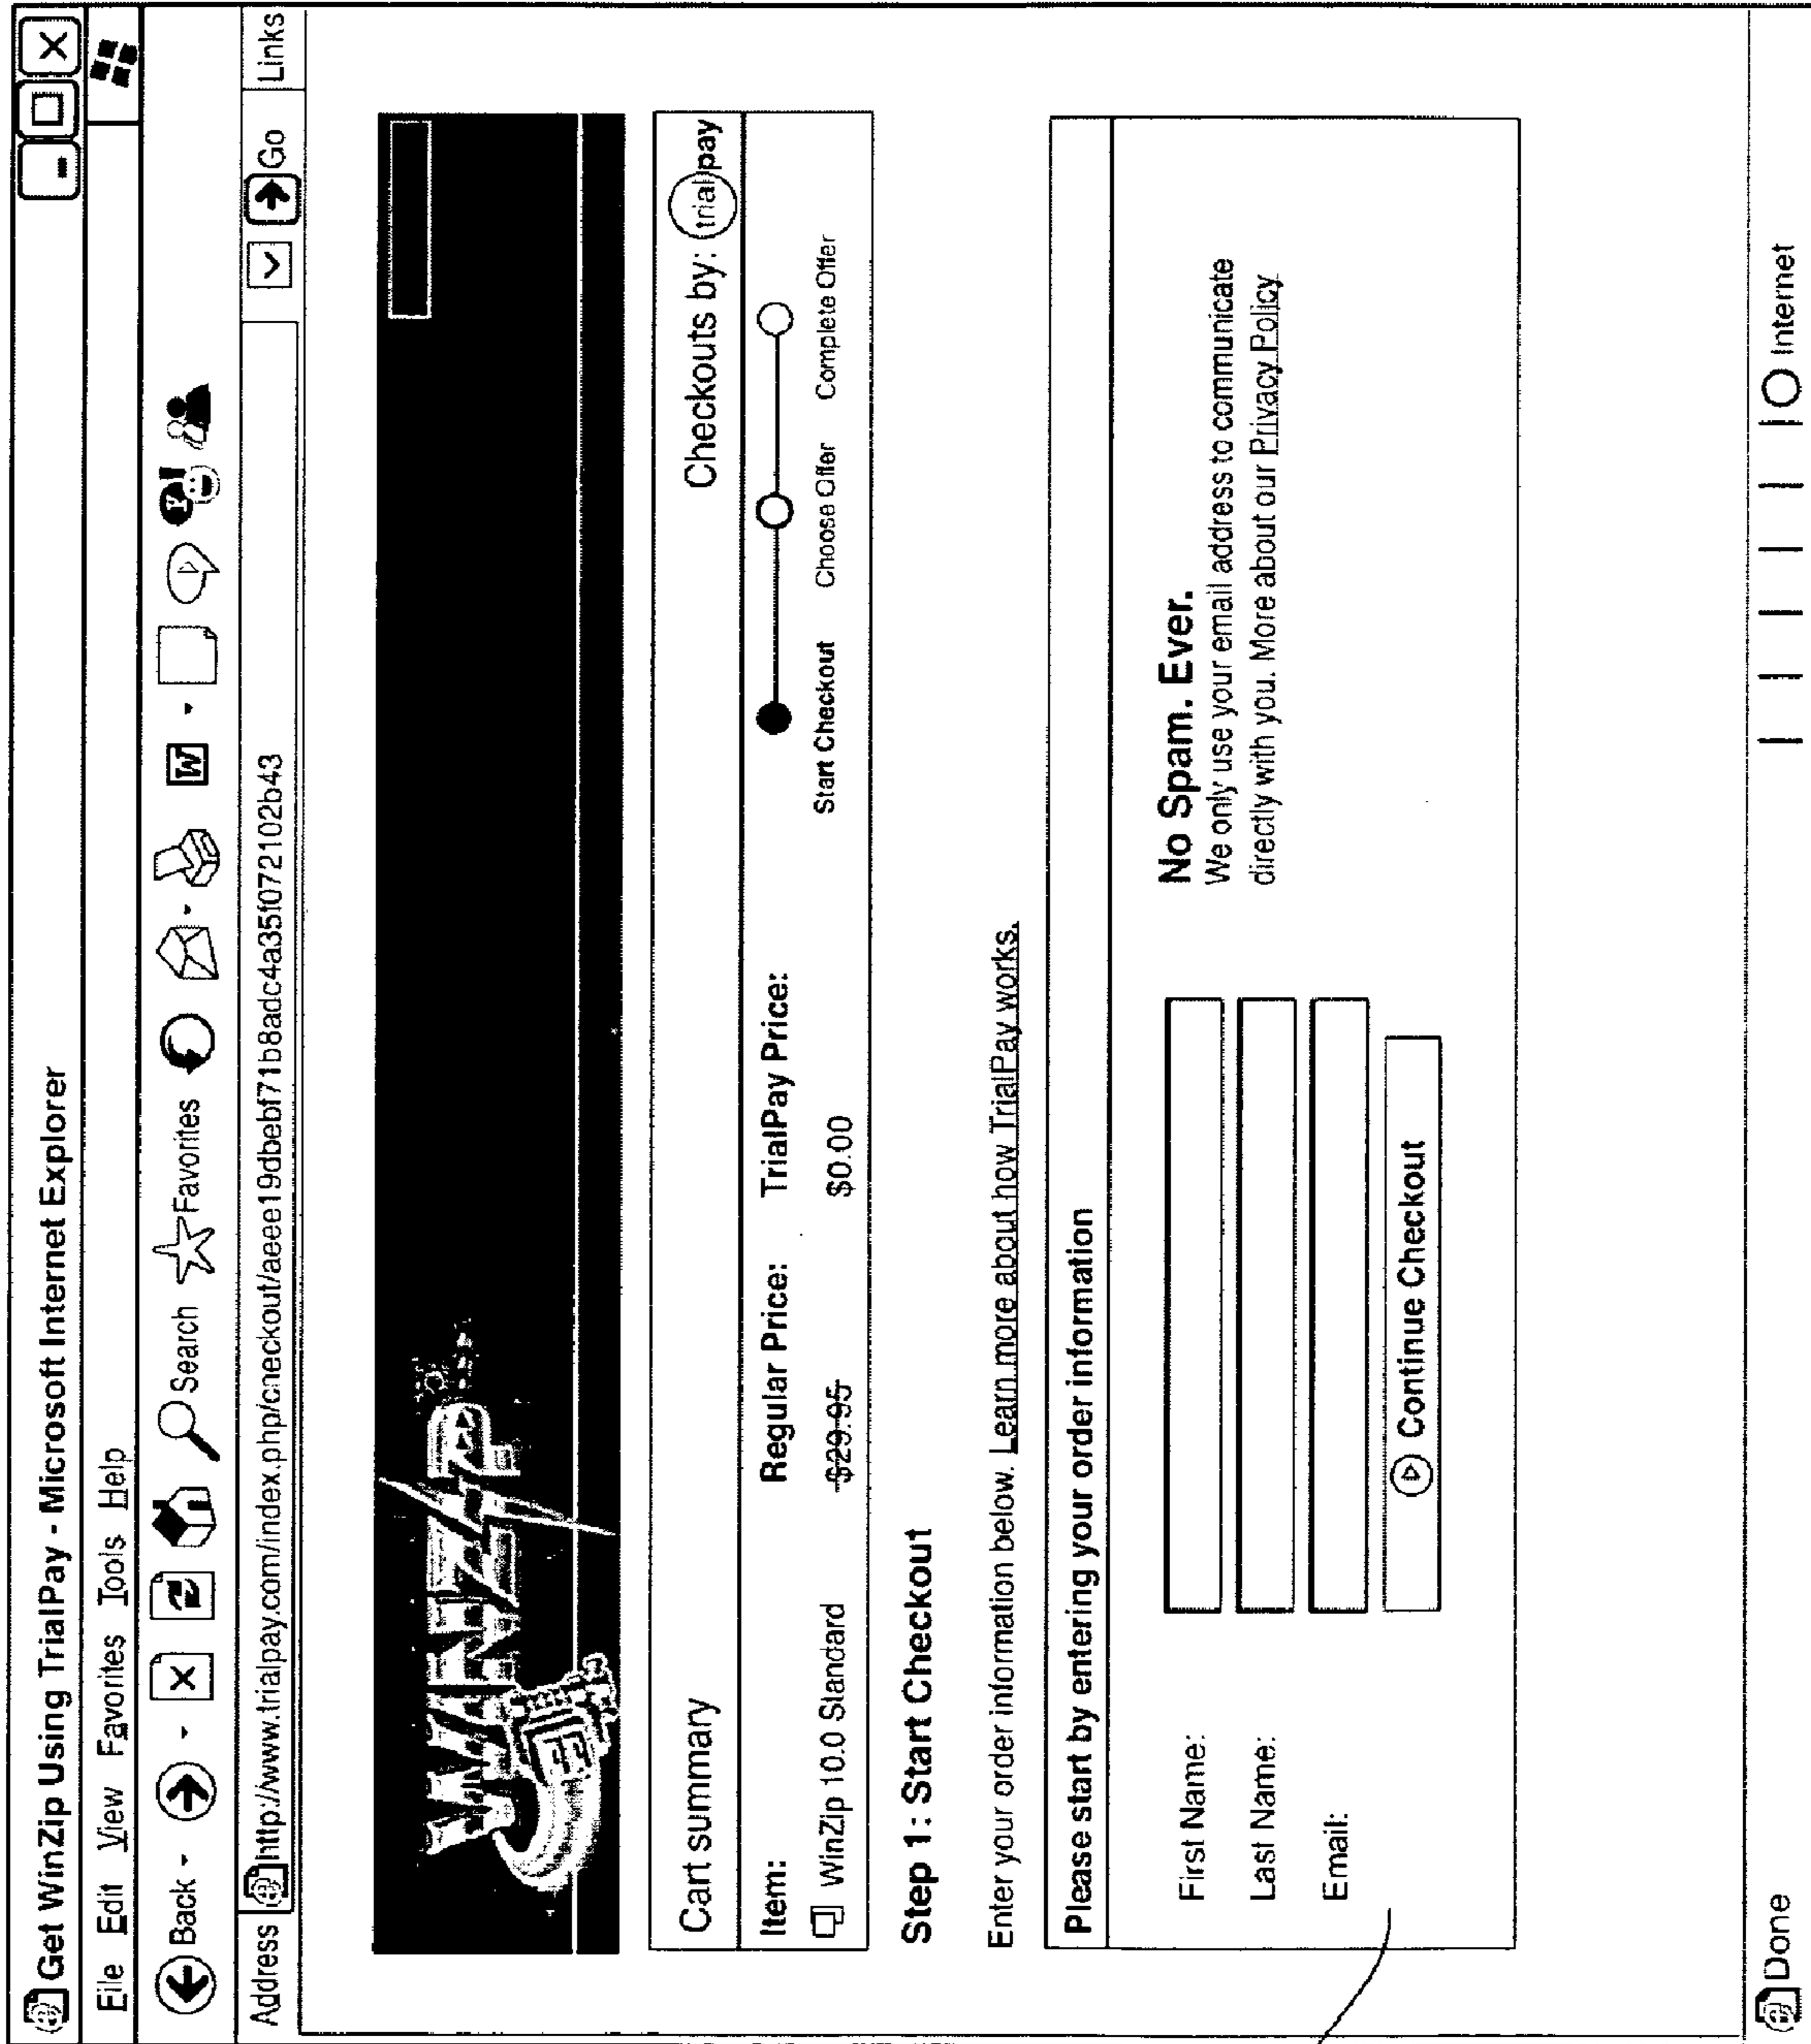 Get WinZip Using TrialPay - Microsoft Internet Explorer
File Edit View Favorites Tools Help
Back Search Favorites W
Address http://www.trialpay.com/index.php/checkout/aeee19dbebf71b8adc4a35f072102b43 Go Links
WINZIP
Cart summary Checkouts by: trialpay
Item: Regular Price: TrialPay Price:
WinZip 10.0 Standard $29.95 $0.00 Start Checkout Choose Offer Complete Offer
Step 1: Start Checkout
Enter your order information below. Learn more about how TrialPay works.
Please start by entering your order information
First Name:
Last Name:
Email:
Continue Checkout
No Spam. Ever.
We only use your email address to communicate
directly with you. More about our Privacy Policy
Done Internet